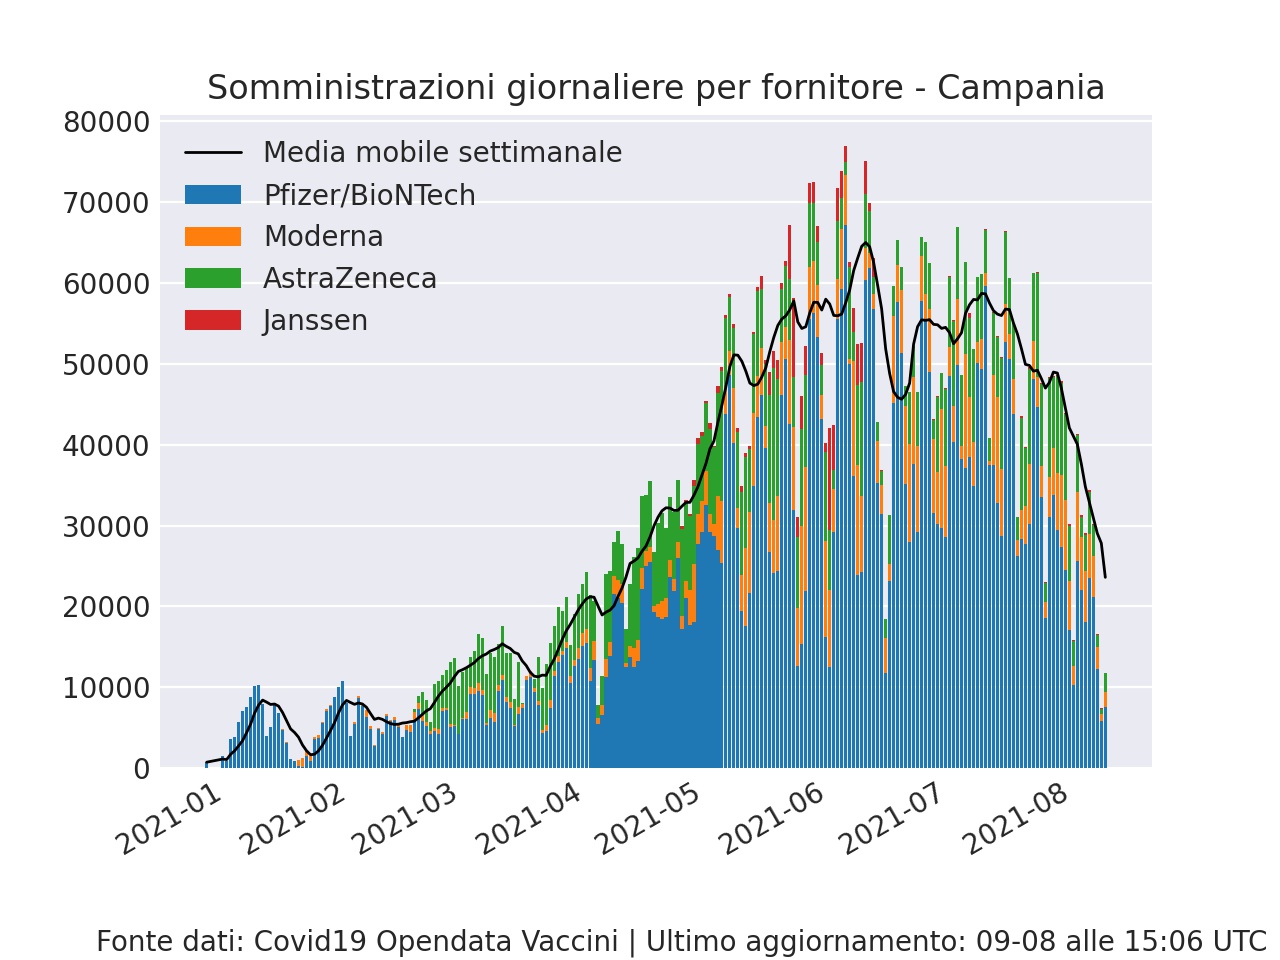 Somministrazioni giornaliere per fornitore - Campania
80000
70000
60000
50000
40000
30000
20000
10000
0
Media mobile settimanale
Pfizer/BioNTech
Moderna
AstraZeneca
Janssen
2021-01
2021-02
2021-03
2021-04
2021-05
2021-06
2021-07
2021-08
Fonte dati: Covid19 Opendata Vaccini | Ultimo aggiornamento: 09-08 alle 15:06 UTC